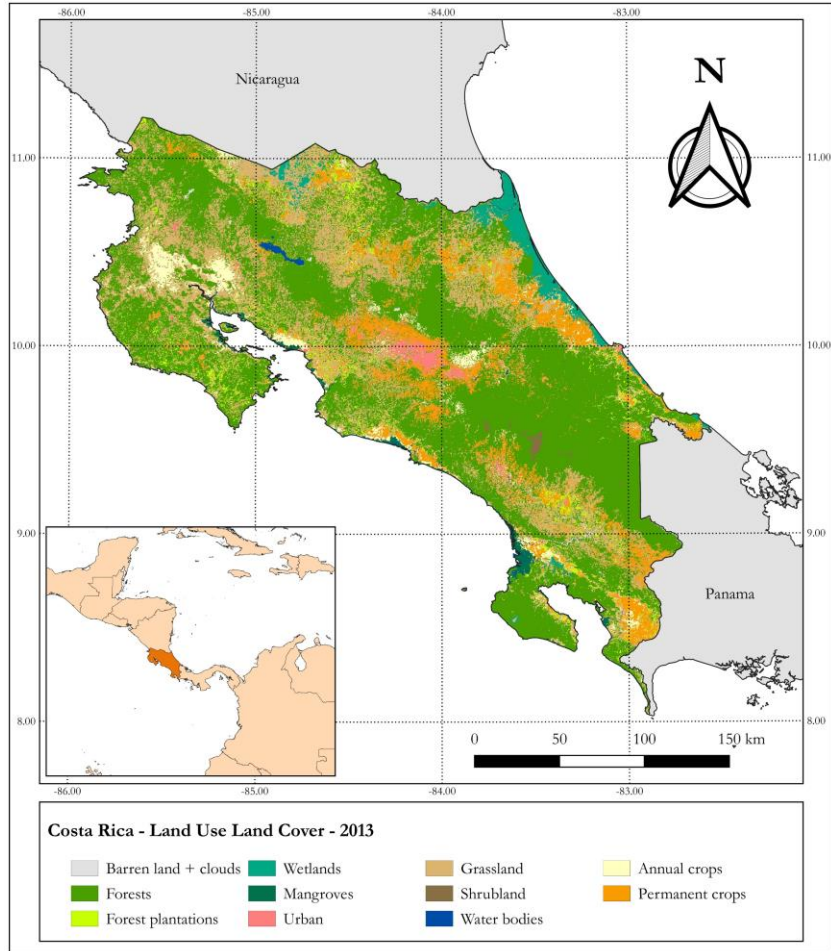 -86.00 -85.00 -84.00 -83.00
Nicaragua
N
11.00 11.00
10.00 10.00
9.00 9.00
Panama
8.00 8.00
0 50 100 150 km
-86.00 -85.00 -84.00 -83.00
Costa Rica - Land Use Land Cover - 2013
Barren land + clouds Wetlands Grassland Annual crops
Forests Mangroves Shrubland Permanent crops
Forest plantations Urban Water bodies